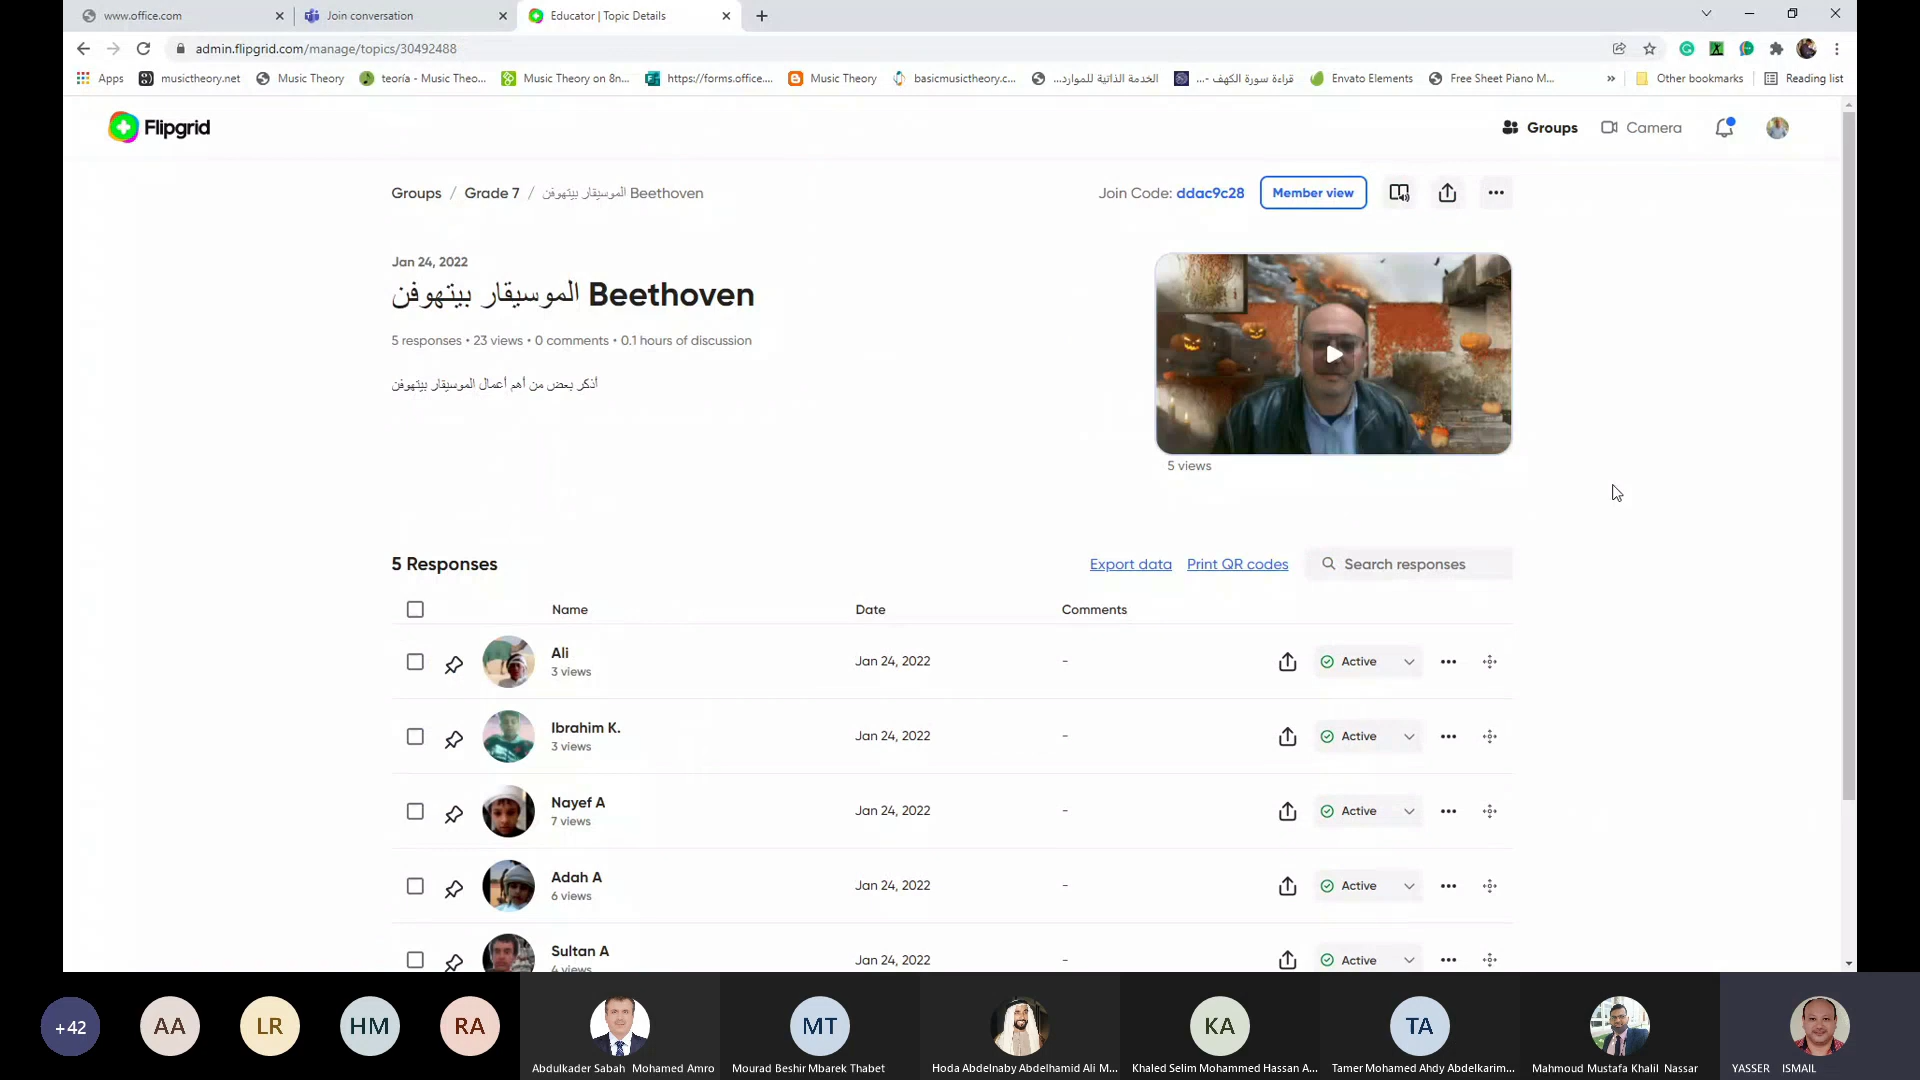 www.office.com
Join conversation
Educator | Topic Details
admin.flipgrid.com/manage/topics/30492488
Apps
musictheory.net
Music Theory
teoría - Music Theo...
Music Theory on 8n...
https://forms.office....
Music Theory
basicmusictheory.c...
الخدمة الذاتية للموارد...
قراءة سورة الكهف -...
Envato Elements
Free Sheet Piano M...
»
Other bookmarks
Reading list
Flipgrid
Groups
Camera
Groups / Grade 7 / الموسيقار بيتهوفن Beethoven
Join Code: ddac9c28
Member view
Jan 24, 2022
الموسيقار بيتهوفن Beethoven
5 responses • 23 views • 0 comments • 0.1 hours of discussion
أذكر بعض من أهم أعمال الموسيقار بيتهوفن
5 views
5 Responses
Export data
Print QR codes
Search responses
Name Date Comments
Ali
3 views
Jan 24, 2022 - Active
Ibrahim K.
3 views
Jan 24, 2022 - Active
Nayef A
7 views
Jan 24, 2022 - Active
Adah A
6 views
Jan 24, 2022 - Active
Sultan A
4 views
Jan 24, 2022 - Active
+42
AA
LR
HM
RA
Abdulkader Sabah Mohamed Amro
MT
Mourad Beshir Mbarek Thabet
Hoda Abdelnaby Abdelhamid Ali M...
KA
Khaled Selim Mohammed Hassan A...
TA
Tamer Mohamed Ahdy Abdelkarim...
Mahmoud Mustafa Khalil Nassar
YASSER ISMAIL